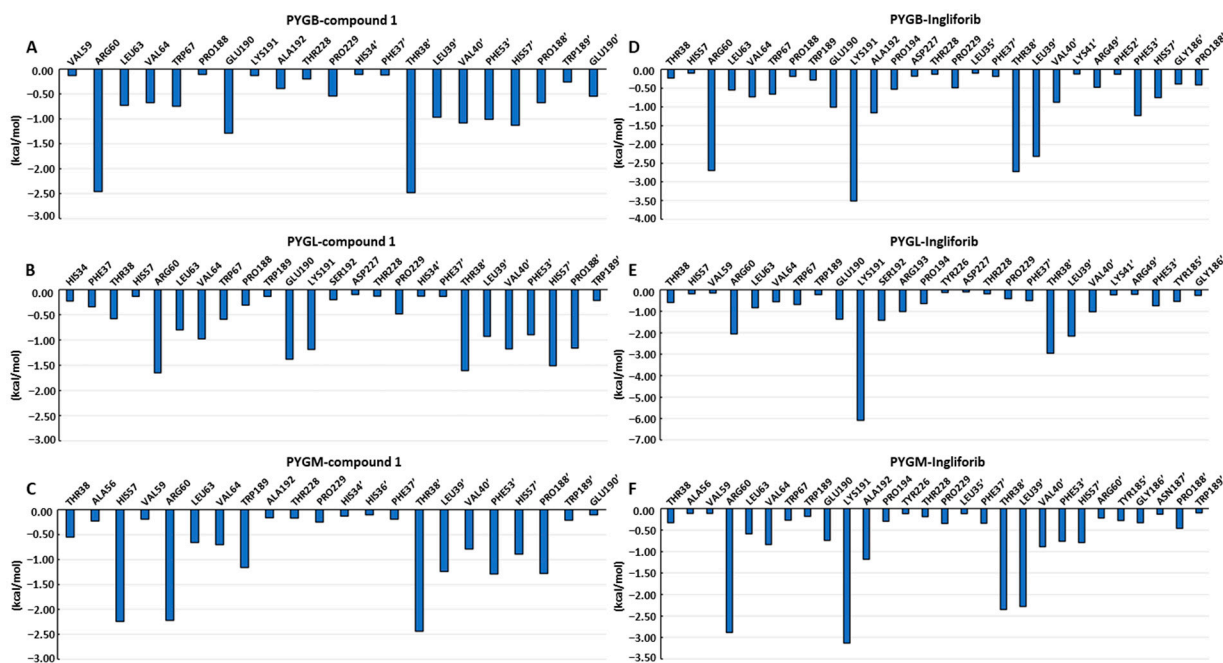 PYGB-compound 1
A
VAL59 ARG60 LEU63 VAL64 TRP67 PRO188 GLU190 LYS191 ALA192 THR228 PRO229 HIS34' PHE37' THR38' LEU39' VAL40' PHE53' HIS57' PRO188' TRP189' GLU190'
(kcal/mol)
0.00
−0.50
−1.00
−1.50
−2.00
−2.50
−3.00
PYGL-compound 1
B
HIS34 PHE37 THR38 HIS57 ARG60 LEU63 VAL64 TRP67 PRO188 TRP189 GLU190 LYS191 SER192 ASP227 THR228 PRO229 HIS34' PHE37' THR38' LEU39' VAL40' PHE53' HIS57' PRO188' TRP189'
(kcal/mol)
0.00
−0.50
−1.00
−1.50
−2.00
−2.50
−3.00
PYGM-compound 1
C
THR38 ALA56 HIS57 VAL59 ARG60 LEU63 VAL64 TRP189 ALA192 THR228 PRO229 HIS34' HIS36' PHE37' THR38' LEU39' VAL40' PHE53' HIS57' PRO188' TRP189' GLU190'
(kcal/mol)
0.00
−0.50
−1.00
−1.50
−2.00
−2.50
−3.00
PYGB-Ingliforib
D
THR38 HIS57 ARG60 LEU63 VAL64 TRP67 PRO188 TRP189 GLU190 LYS191 ALA192 PRO194 ASP227 THR228 PRO229 LEU35' PHE37' THR38' LEU39' VAL40' LYS41' ARG49' PHE52' PHE53' HIS57' GLY186' PRO188'
(kcal/mol)
0.00
−0.50
−1.00
−1.50
−2.00
−2.50
−3.00
−3.50
−4.00
PYGL-Ingliforib
E
THR38 HIS57 VAL59 ARG60 LEU63 VAL64 TRP67 TRP189 GLU190 LYS191 SER192 ARG193 PRO194 TYR226 ASP227 THR228 PRO229 PHE37' THR38' LEU39' VAL40' LYS41' ARG49' PHE53' TYR185' GLY186'
(kcal/mol)
0.00
−1.00
−2.00
−3.00
−4.00
−5.00
−6.00
−7.00
PYGM-Ingliforib
F
THR38 ALA56 VAL59 ARG60 LEU63 VAL64 TRP67 TRP189 GLU190 LYS191 ALA192 PRO194 TYR226 THR228 PRO229 LEU35' PHE37' THR38' LEU39' VAL40' PHE53' HIS57' ARG60' TYR185' GLY186' ASN187' PRO188' TRP189'
(kcal/mol)
0.00
−0.50
−1.00
−1.50
−2.00
−2.50
−3.00
−3.50